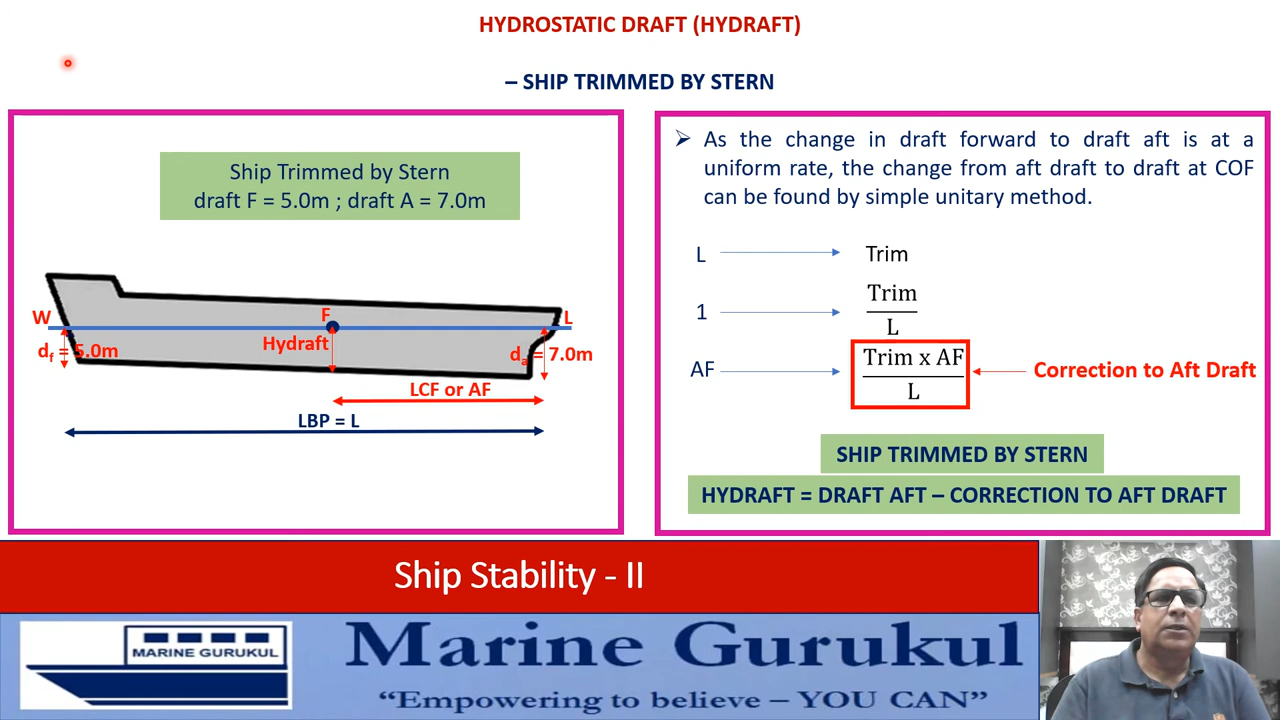 HYDROSTATIC DRAFT (HYDRAFT)
– SHIP TRIMMED BY STERN
Ship Trimmed by Stern
draft F = 5.0m ; draft A = 7.0m
W
F
L
Hydraft
df = 5.0m
da = 7.0m
LCF or AF
LBP = L
➢ As the change in draft forward to draft aft is at a
uniform rate, the change from aft draft to draft at COF
can be found by simple unitary method.
L
Trim
1
Trim
L
AF
Trim x AF
L
Correction to Aft Draft
SHIP TRIMMED BY STERN
HYDRAFT = DRAFT AFT – CORRECTION TO AFT DRAFT
Ship Stability - II
MARINE GURUKUL
Marine Gurukul
“Empowering to believe – YOU CAN”